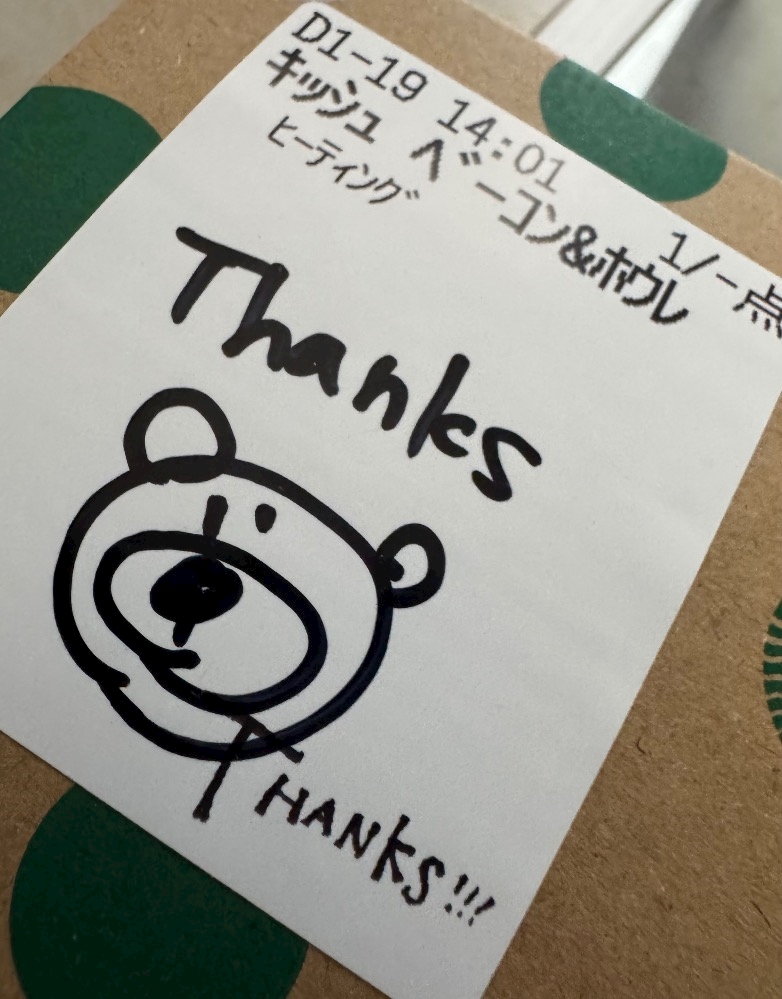 D1-19 14:01
1/-点
キッシュ ベーコン&ホウレ
ヒーティング
Thanks
THANKS!!!